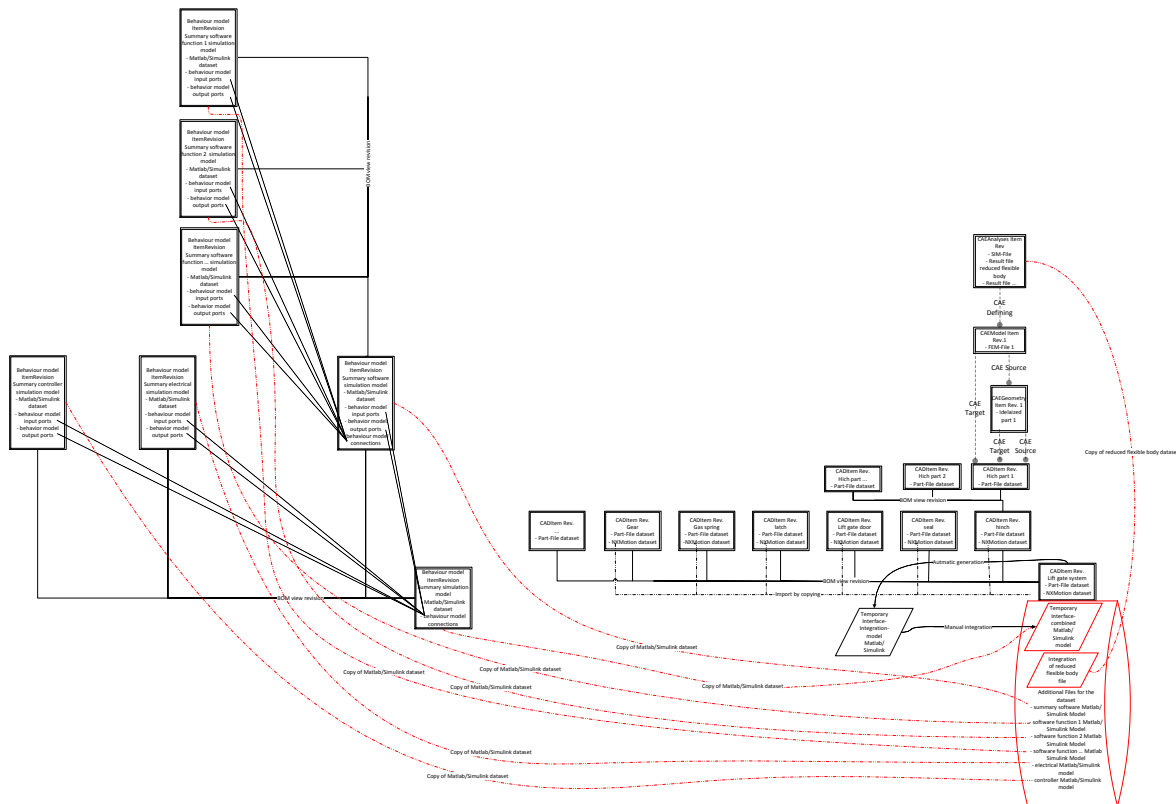 Behaviour model
ItemRevision
Summary software
function 1 simulation
model
- Matlab/Simulink
dataset
- behaviour model
input ports
- behavior model
output ports
Behaviour model
ItemRevision
Summary software
function 2  simulation
model
- Matlab/Simulink
dataset
- behaviour model
input ports
- behavior model
output ports
Behaviour model
ItemRevision
Summary software
function ... simulation
model
- Matlab/Simulink
dataset
- behaviour model
input ports
- behavior model
output ports
BOM view revision
Behaviour model
ItemRevision
Summary controller
simulation model
- Matlab/Simulink
dataset
- behaviour model
input ports
- behavior model
output ports
Behaviour model
ItemRevision
Summary electrical
simulation model
- Matlab/Simulink
dataset
- behaviour model
input ports
- behavior model
output ports
Behaviour model
ItemRevision
Summary software
simulation model
- Matlab/Simulink
dataset
- behavior model
input ports
- behavior model
output ports
- behaviour model
connections
BOM view revision
Behaviour model
ItemRevision
Summary simulation
model
- Matlab/Simulink
dataset
- behaviour model
connections
CAEAnalyses Item
Rev
- SIM-File
- Result file
reduced flexible
body
- Result file ...
CAE
Defining
CAEModel Item
Rev.1
- FEM-File 1
CAE Source
CAE
Target
CAEGeometry
Item Rev. 1
- Idelaized
part 1
CAE
Target
CAE
Source
Copy of reduced flexible body dataset
CADItem Rev.
Hich part ...
- Part-File dataset
CADItem Rev.
Hich part 2
- Part-File dataset
CADItem Rev.
Hich part 1
- Part-File dataset
BOM view revision
CADItem Rev.
...
- Part-File dataset
CADItem Rev.
Gear
- Part-File dataset
- NXMotion dataset
CADItem Rev.
Gas spring
- Part-File dataset
-NXMotion dataset
CADItem Rev.
latch
- Part-File dataset
- NXMotion dataset
CADItem Rev.
Lift gate door
- Part-File dataset
- NXMotion dataset
CADItem Rev.
seal
- Part-File dataset
- NXMotion dataset
CADItem Rev.
hinch
- Part-File dataset
- NXMotion dataset
Autmatic generation
BOM view revision
Import by copying
CADItem Rev.
Lift gate system
- Part-File dataset
- NXMotion dataset
Temporary
Interface-
Integration-
model
Matlab/
Simulink
Manual integration
Temporary
Interface-
combined
Matlab/
Simulink
model
Integration
of reduced
flexible body
file
Additional Files for the
dataset
- summary software Matlab/
Simulink Model
- software function 1 Matlab/
Simulink Model
- software function 2 Matlab
Simulink Model
- software function ... Matlab
Simulink Model
- electrical Matlab/Simulink
model
- controller Matlab/Simulink
model
Copy of Matlab/Simulink dataset
Copy of Matlab/Simulink dataset
Copy of Matlab/Simulink dataset
Copy of Matlab/Simulink dataset
Copy of Matlab/Simulink dataset
Copy of Matlab/Simulink dataset